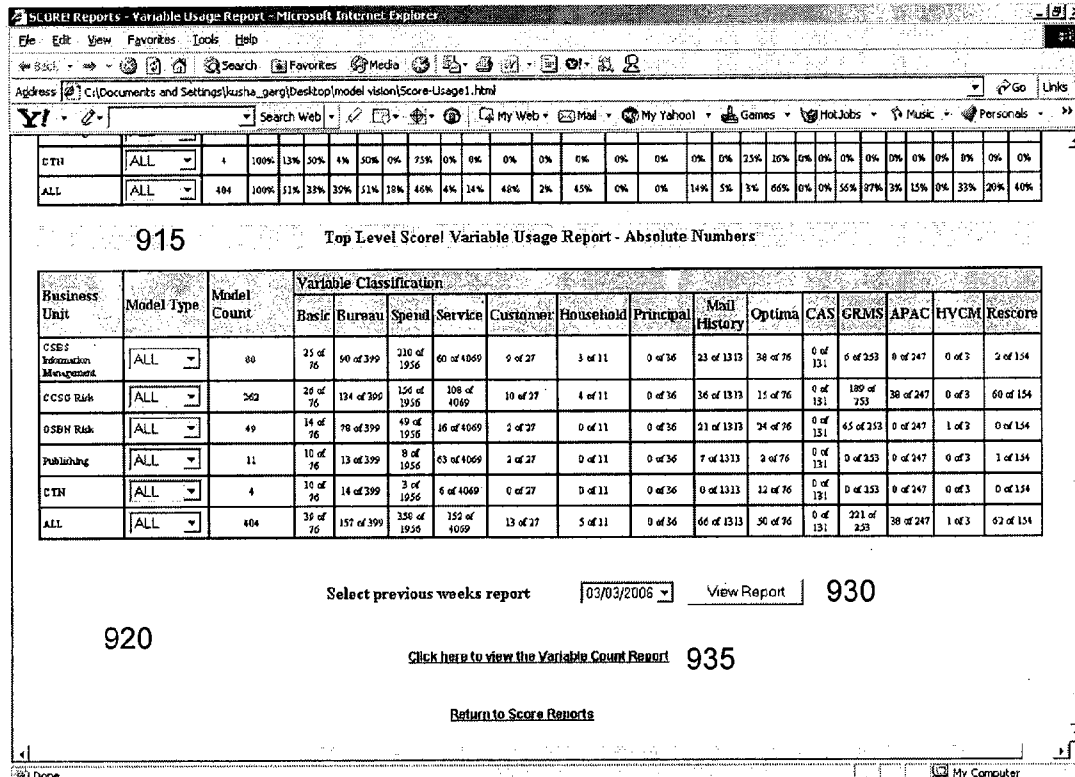 SCORE! Reports - Variable Usage Report - Microsoft Internet Explorer
File Edit View Favorites Tools Help
Back Search Favorites Media
Address C:\Documents and Settings\kusha_garg\Desktop\model vision\Score-Usage1.html Go Links
Y! Search Web My Web Mail My Yahoo! Games HotJobs Music Personals
CTN ALL 4 100% 13% 50% 4% 50% 0% 75% 0% 0% 0% 0% 0% 0% 0% 0% 0% 25% 16% 0% 0% 0% 0% 0% 0% 0% 0% 0% 0%
ALL ALL 404 100% 51% 33% 39% 51% 18% 46% 4% 14% 48% 2% 45% 0% 0% 14% 5% 3% 66% 0% 0% 56% 87% 3% 15% 0% 33% 20% 40%
915 Top Level Score! Variable Usage Report - Absolute Numbers
Business Unit Model Type Model Count Variable Classification
Basic Bureau Spend Service Customer Household Principal Mail History Optima CAS GRMS APAC HVCM Rescore
CSBS Information Management ALL 80 25 of 76 90 of 399 210 of 1956 60 of 4069 9 of 27 3 of 11 0 of 36 23 of 1313 38 of 76 0 of 131 6 of 253 0 of 247 0 of 3 2 of 154
CCSG Risk ALL 262 26 of 76 134 of 399 156 of 1956 108 of 4069 10 of 27 4 of 11 0 of 36 36 of 1313 15 of 76 0 of 131 189 of 253 38 of 247 0 of 3 60 of 154
OSBN Risk ALL 49 14 of 76 78 of 399 49 of 1956 16 of 4069 2 of 27 0 of 11 0 of 36 21 of 1313 24 of 76 0 of 131 65 of 253 0 of 247 1 of 3 0 of 154
Publishing ALL 11 10 of 76 13 of 399 8 of 1956 63 of 4069 2 of 27 0 of 11 0 of 36 7 of 1313 2 of 76 0 of 131 0 of 253 0 of 247 0 of 3 1 of 154
CTN ALL 4 10 of 76 14 of 399 3 of 1956 6 of 4069 0 of 27 0 of 11 0 of 36 0 of 1313 12 of 76 0 of 131 0 of 253 0 of 247 0 of 3 0 of 154
ALL ALL 404 39 of 76 157 of 399 358 of 1956 152 of 4069 13 of 27 5 of 11 0 of 36 66 of 1313 50 of 76 0 of 131 221 of 253 38 of 247 1 of 3 62 of 154
Select previous weeks report 03/03/2006 View Report 930
920
Click here to view the Variable Count Report 935
Return to Score Reports
Done My Computer